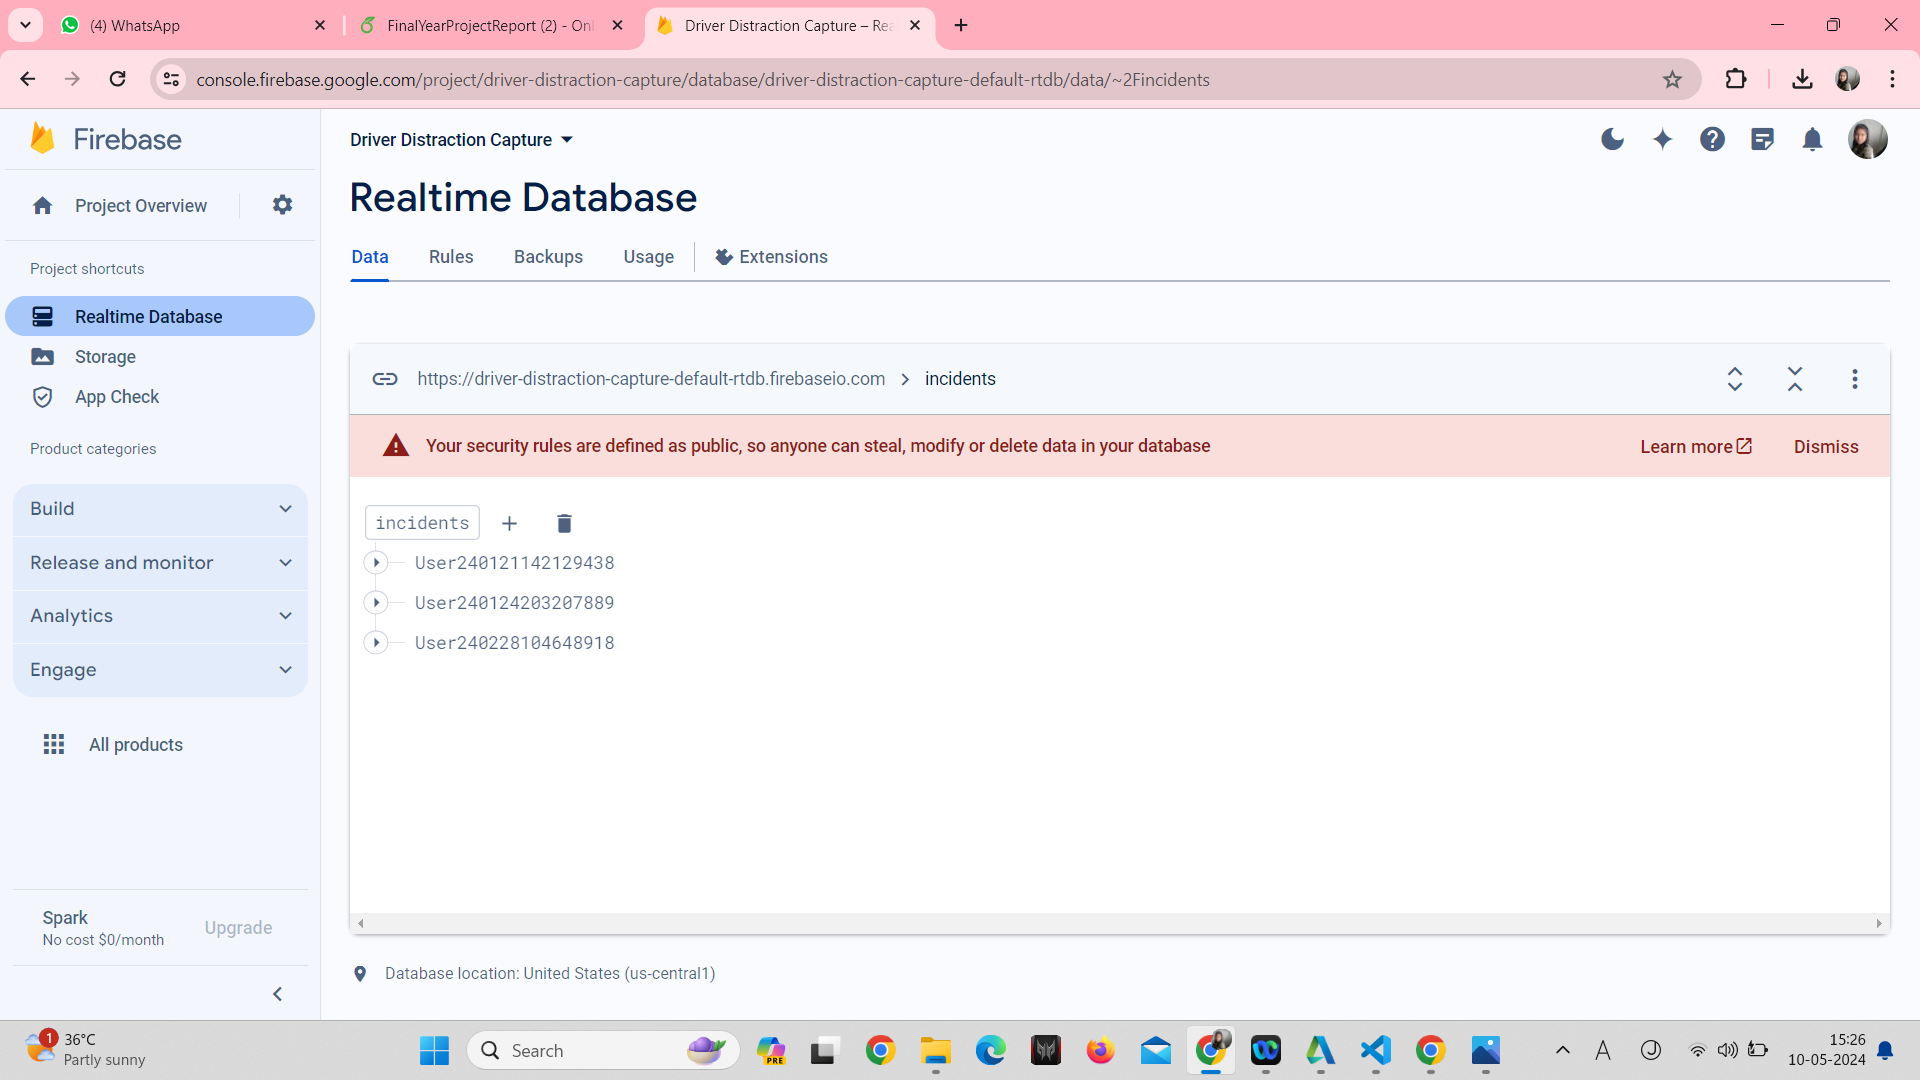 (4) WhatsApp
FinalYearProjectReport (2) - Onl
Driver Distraction Capture – Rea
console.firebase.google.com/project/driver-distraction-capture/database/driver-distraction-capture-default-rtdb/data/~2Fincidents
Firebase
Driver Distraction Capture
Project Overview
Realtime Database
Data
Rules
Backups
Usage
Extensions
Project shortcuts
Realtime Database
Storage
App Check
Product categories
Build
Release and monitor
Analytics
Engage
All products
https://driver-distraction-capture-default-rtdb.firebaseio.com
incidents
Your security rules are defined as public, so anyone can steal, modify or delete data in your database
Learn more
Dismiss
incidents
User240121142129438
User240124203207889
User240228104648918
Spark
No cost $0/month
Upgrade
Database location: United States (us-central1)
1
36°C
Partly sunny
Search
PRE
15:26
10-05-2024